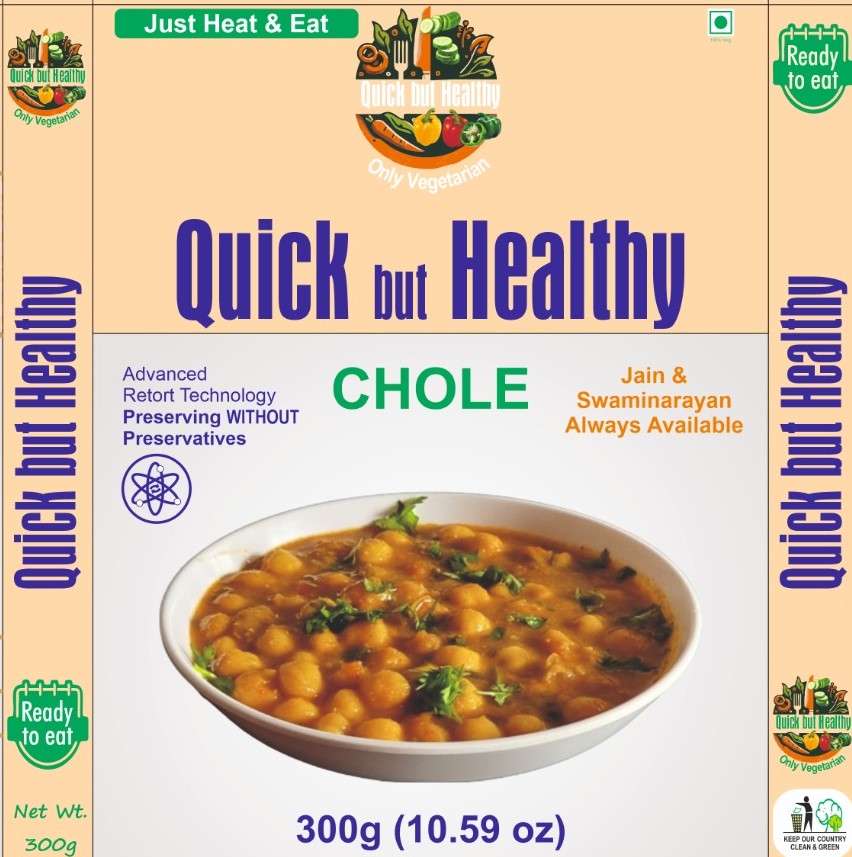 Quick but Healthy
Only Vegetarian
Quick but Healthy
Ready
to eat
Net Wt.
300g
Just Heat & Eat
Quick but Healthy
Only Vegetarian
100% Veg
Quick but Healthy
Advanced
Retort Technology
Preserving WITHOUT
Preservatives
CHOLE
Jain &
Swaminarayan
Always Available
300g (10.59 oz)
Ready
to eat
Quick but Healthy
Quick but Healthy
Only Vegetarian
KEEP OUR COUNTRY
CLEAN & GREEN